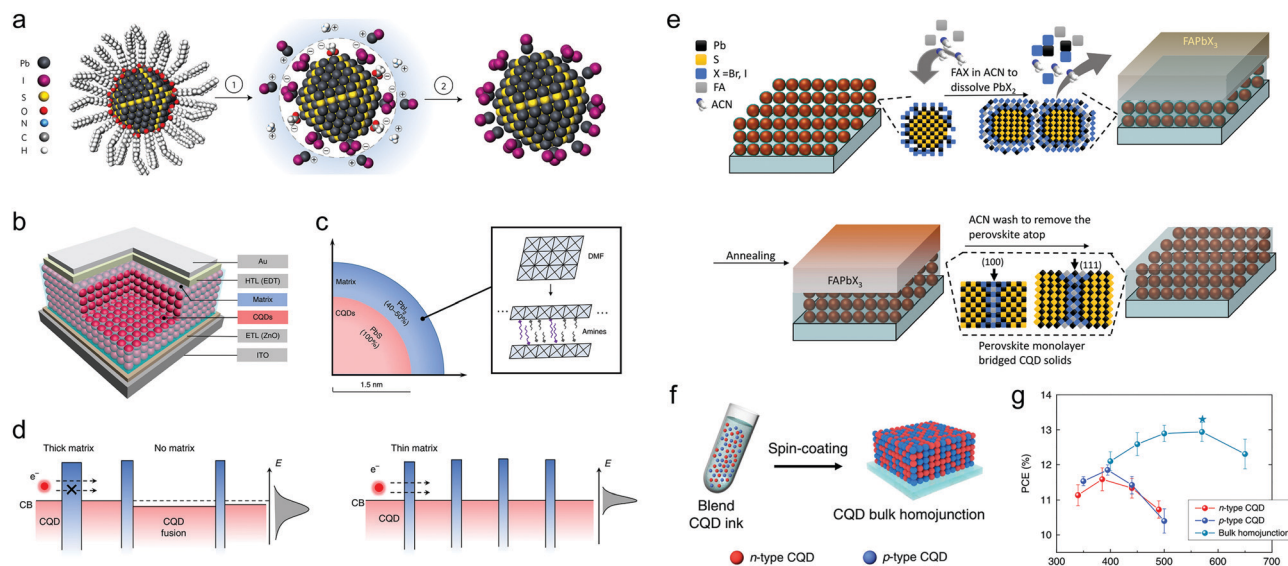 a
Pb
I
S
O
N
C
H
1
2
b
Au
HTL (EDT)
Matrix
CQDs
ETL (ZnO)
ITO
c
Matrix
PbI2
(40–50%)
CQDs
PbS
(100%)
1.5 nm
DMF
Amines
d
Thick matrix
No matrix
e⁻
CB
CQD
CQD
fusion
E
Thin matrix
e⁻
CB
CQD
E
e
Pb
S
X =Br, I
FA
ACN
FAX in ACN to
dissolve PbX2
FAPbX3
Annealing
FAPbX3
ACN wash to remove the
perovskite atop
(100)
(111)
Perovskite monolayer
bridged CQD solids
f
Spin-coating
Blend
CQD ink
CQD bulk homojunction
n-type CQD
p-type CQD
g
PCE (%)
13
12
11
10
n-type CQD
p-type CQD
Bulk homojunction
400
500
600
700